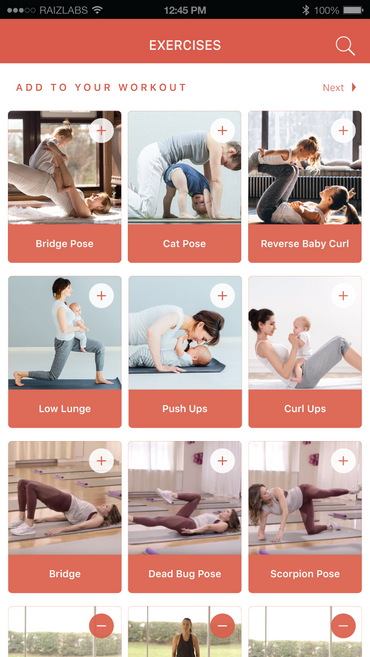 RAIZLABS 12:45 PM 100%
EXERCISES
ADD TO YOUR WORKOUT Next
Bridge Pose Cat Pose Reverse Baby Curl
Low Lunge Push Ups Curl Ups
Bridge Dead Bug Pose Scorpion Pose